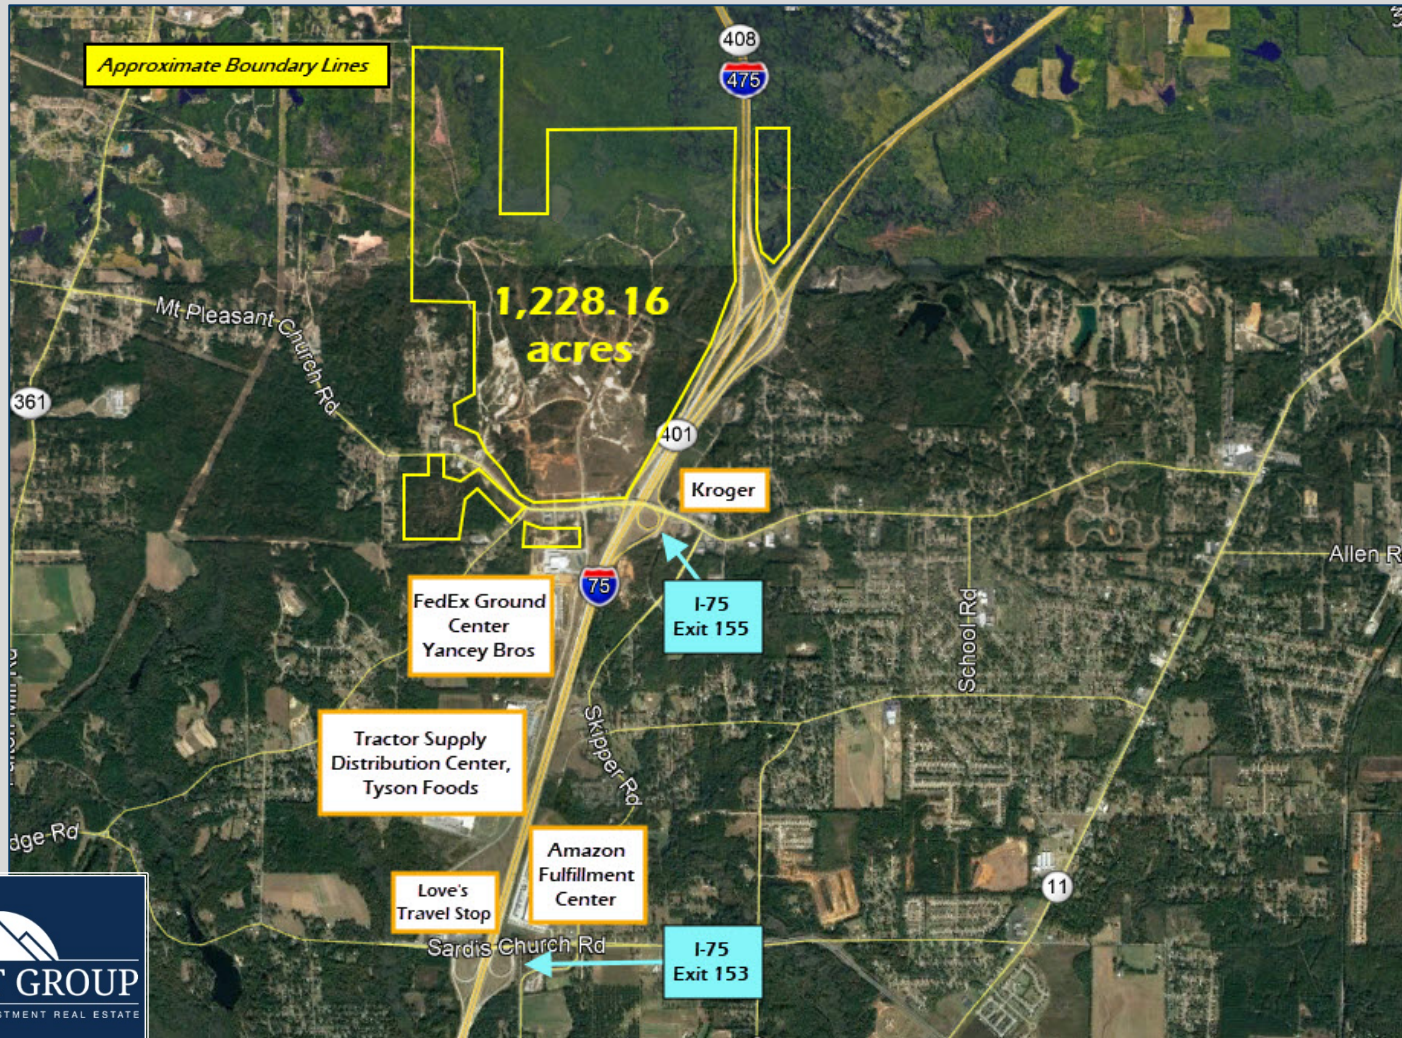 Approximate Boundary Lines
408
475
1,228.16
acres
Mt Pleasant Church Rd
361
401
Kroger
75
I-75
Exit 155
Allen R
FedEx Ground
Center
Yancey Bros
School Rd
Skipper Rd
Tractor Supply
Distribution Center,
Tyson Foods
dge Rd
Amazon
Fulfillment
Center
Love's
Travel Stop
11
Sardis Church Rd
I-75
Exit 153
T GROUP
STMENT REAL ESTATE